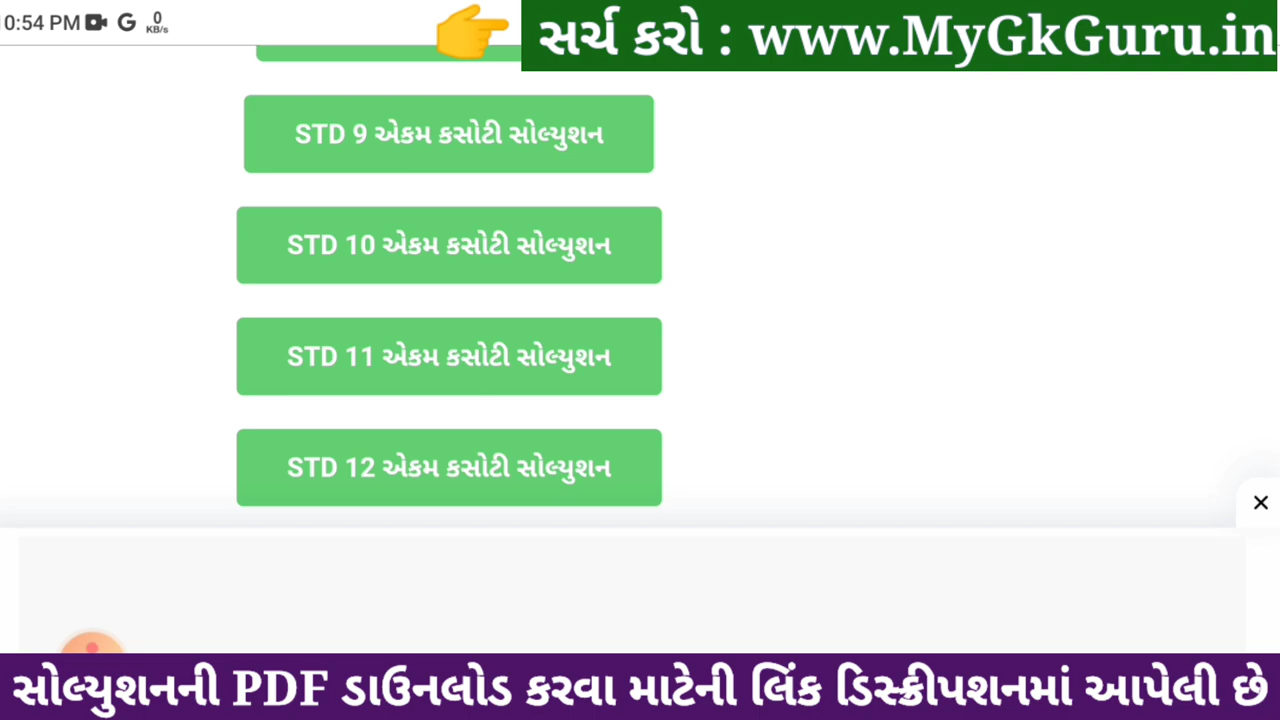 0:54 PM G 0 KB/s
સર્ચ કરો : www.MyGkGuru.in
STD 9 એકમ કસોટી સોલ્યુશન
STD 10 એકમ કસોટી સોલ્યુશન
STD 11 એકમ કસોટી સોલ્યુશન
STD 12 એકમ કસોટી સોલ્યુશન
સોલ્યુશનની PDF ડાઉનલોડ કરવા માટેની લિંક ડિસ્ક્રીપશનમાં આપેલી છે